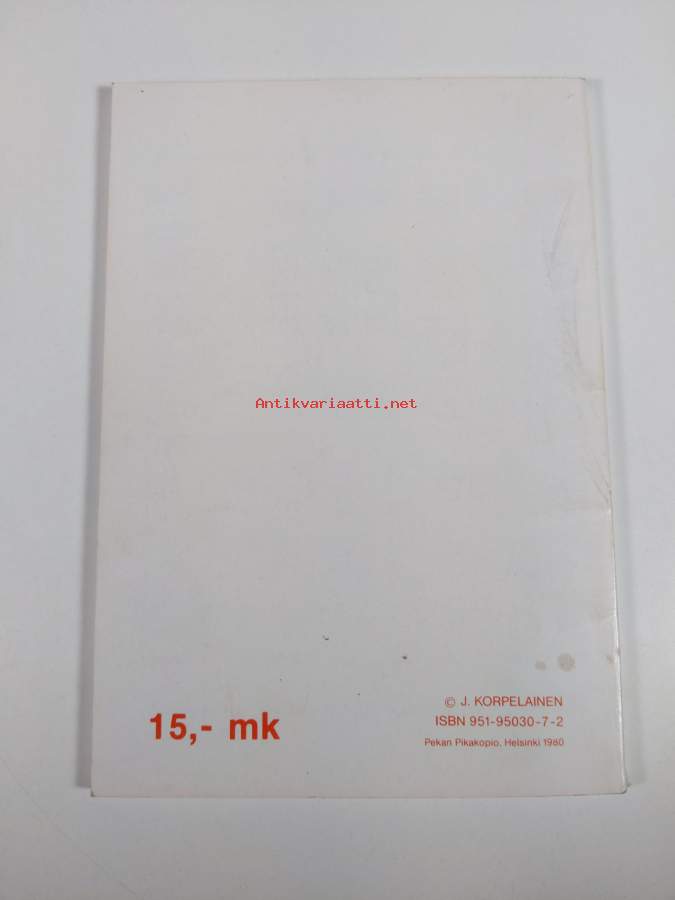 Antikvariaatti.net
© J. KORPELAINEN
ISBN 951-95030-7-2
15,- mk
Pekan Pikakopio, Helsinki 1980